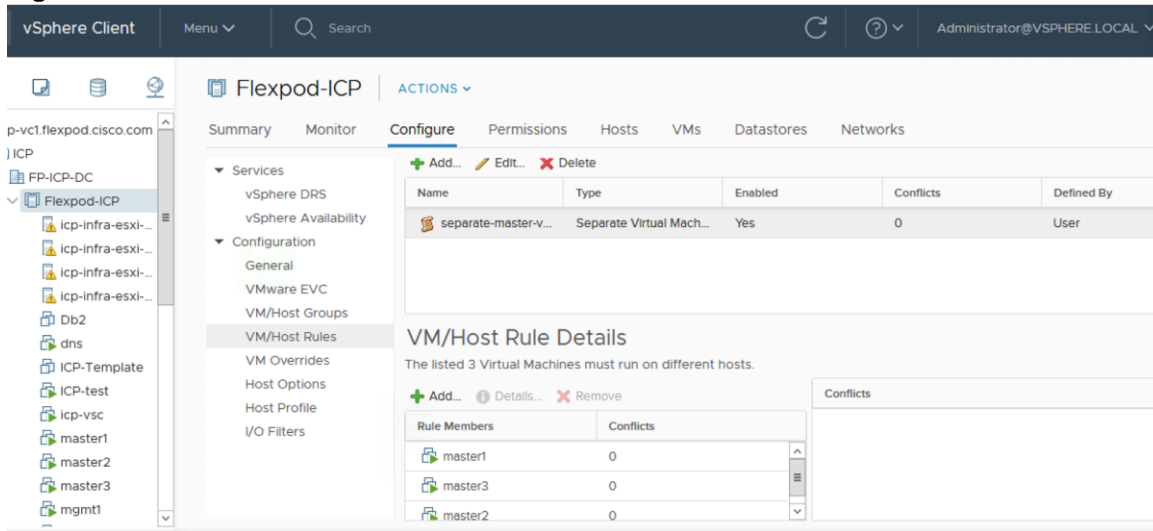 vSphere Client Menu Search Administrator@VSPHERE.LOCAL
Flexpod-ICP ACTIONS
p-vc1.flexpod.cisco.com
ICP
FP-ICP-DC
Flexpod-ICP
icp-infra-esxi-...
icp-infra-esxi-...
icp-infra-esxi-...
icp-infra-esxi-...
Db2
dns
ICP-Template
ICP-test
icp-vsc
master1
master2
master3
mgmt1
Summary Monitor Configure Permissions Hosts VMs Datastores Networks
Services
vSphere DRS
vSphere Availability
Configuration
General
VMware EVC
VM/Host Groups
VM/Host Rules
VM Overrides
Host Options
Host Profile
I/O Filters
Add... Edit... Delete
Name Type Enabled Conflicts Defined By
separate-master-v... Separate Virtual Mach... Yes 0 User
VM/Host Rule Details
The listed 3 Virtual Machines must run on different hosts.
Add... Details... Remove
Rule Members Conflicts
master1 0
master3 0
master2 0
Conflicts